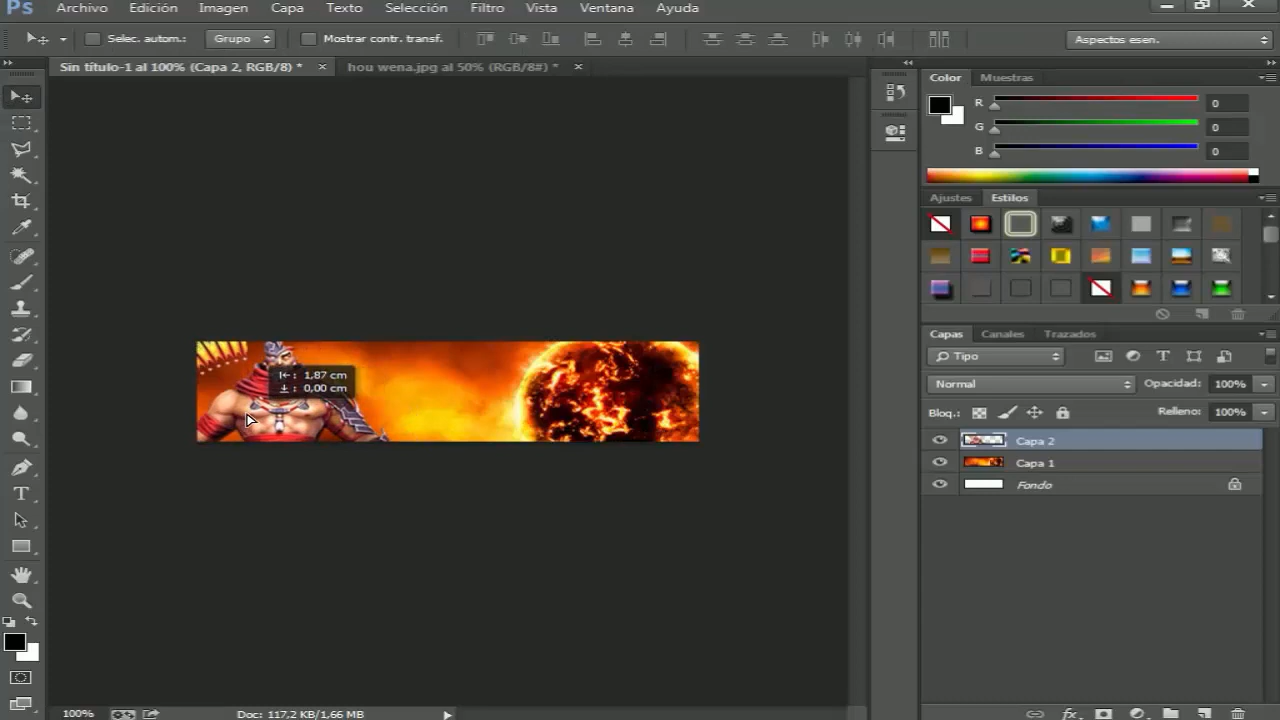 Ps Archivo Edición Imagen Capa Texto Selección Filtro Vista Ventana Ayuda
Selec. autom.: Grupo Mostrar contr. transf. Aspectos esen.
Sin título-1 al 100% (Capa 2, RGB/8) * × hou wena.jpg al 50% (RGB/8#) * ×
Color Muestras
R 0
G 0
B 0
Ajustes Estilos
1,87 cm
0,00 cm
Capas Canales Trazados
Tipo
Normal Opacidad: 100%
Bloq.: Relleno: 100%
Capa 2
Capa 1
Fondo
100% Doc: 117,2 KB/1,66 MB